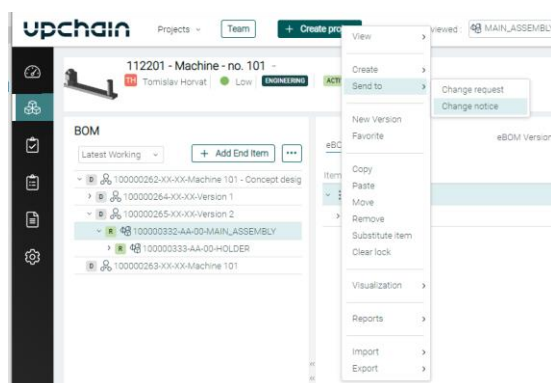 upchain
Projects
Team
+ Create pro
viewed:
MAIN_ASSEMBLY
112201 - Machine - no. 101 -
TH Tomislav Horvat
Low
ENGINEERING
ACTI
BOM
Latest Working
+ Add End Item
...
D 100000262-XX-XX-Machine 101 - Concept desig
D 100000264-XX-XX-Version 1
D 100000265-XX-XX-Version 2
R 100000332-AA-00-MAIN_ASSEMBLY
R 100000333-AA-00-HOLDER
D 100000263-XX-XX-Machine 101
View
Create
Send to
New Version
Favorite
Copy
Paste
Move
Remove
Substitute item
Clear lock
Visualization
Reports
Import
Export
Change request
Change notice
eBO
eBOM Version
Item